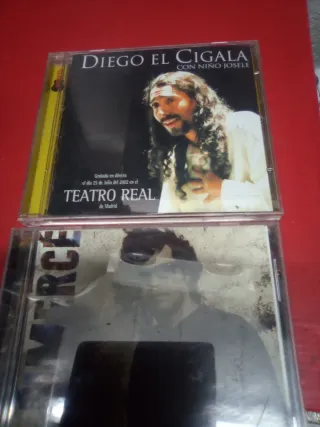 DIEGO EL CIGALA
CON NIÑO JOSELE
Grabado en directo
el día 25 de Julio del 2002 en el
TEATRO REAL
de Madrid
MERCE